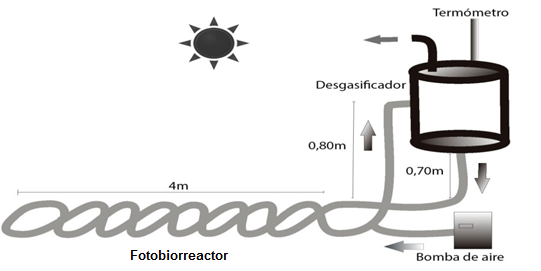 Termómetro
Desgasificador
0,80m
0,70m
4m
Fotobiorreactor
Bomba de aire